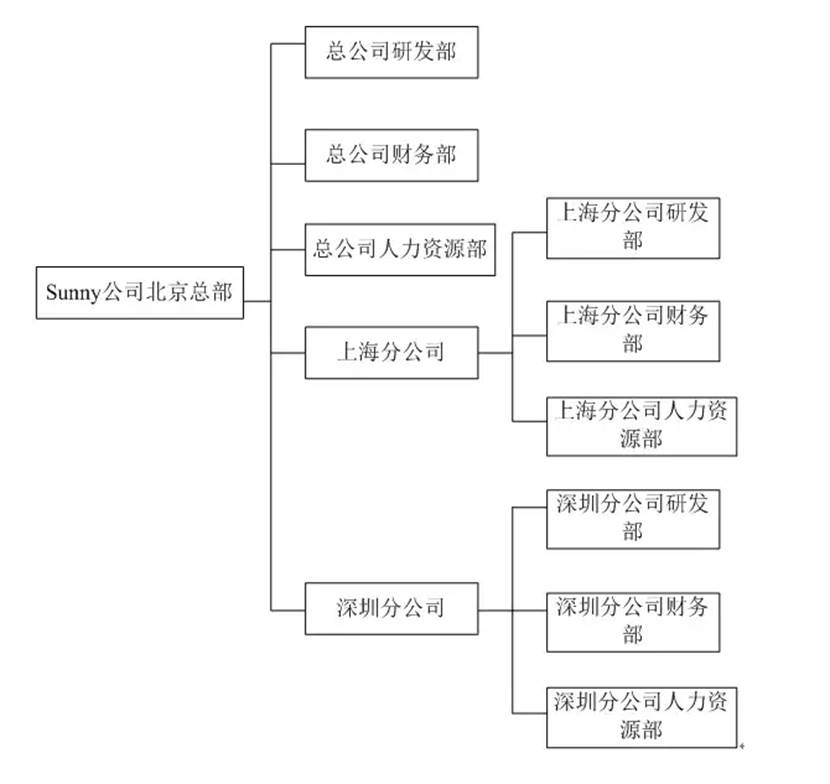 总公司研发部
总公司财务部
总公司人力资源部
Sunny公司北京总部
上海分公司
深圳分公司
上海分公司研发
部
上海分公司财务
部
上海分公司人力资
源部
深圳分公司研发
部
深圳分公司财务
部
深圳分公司人力资
源部